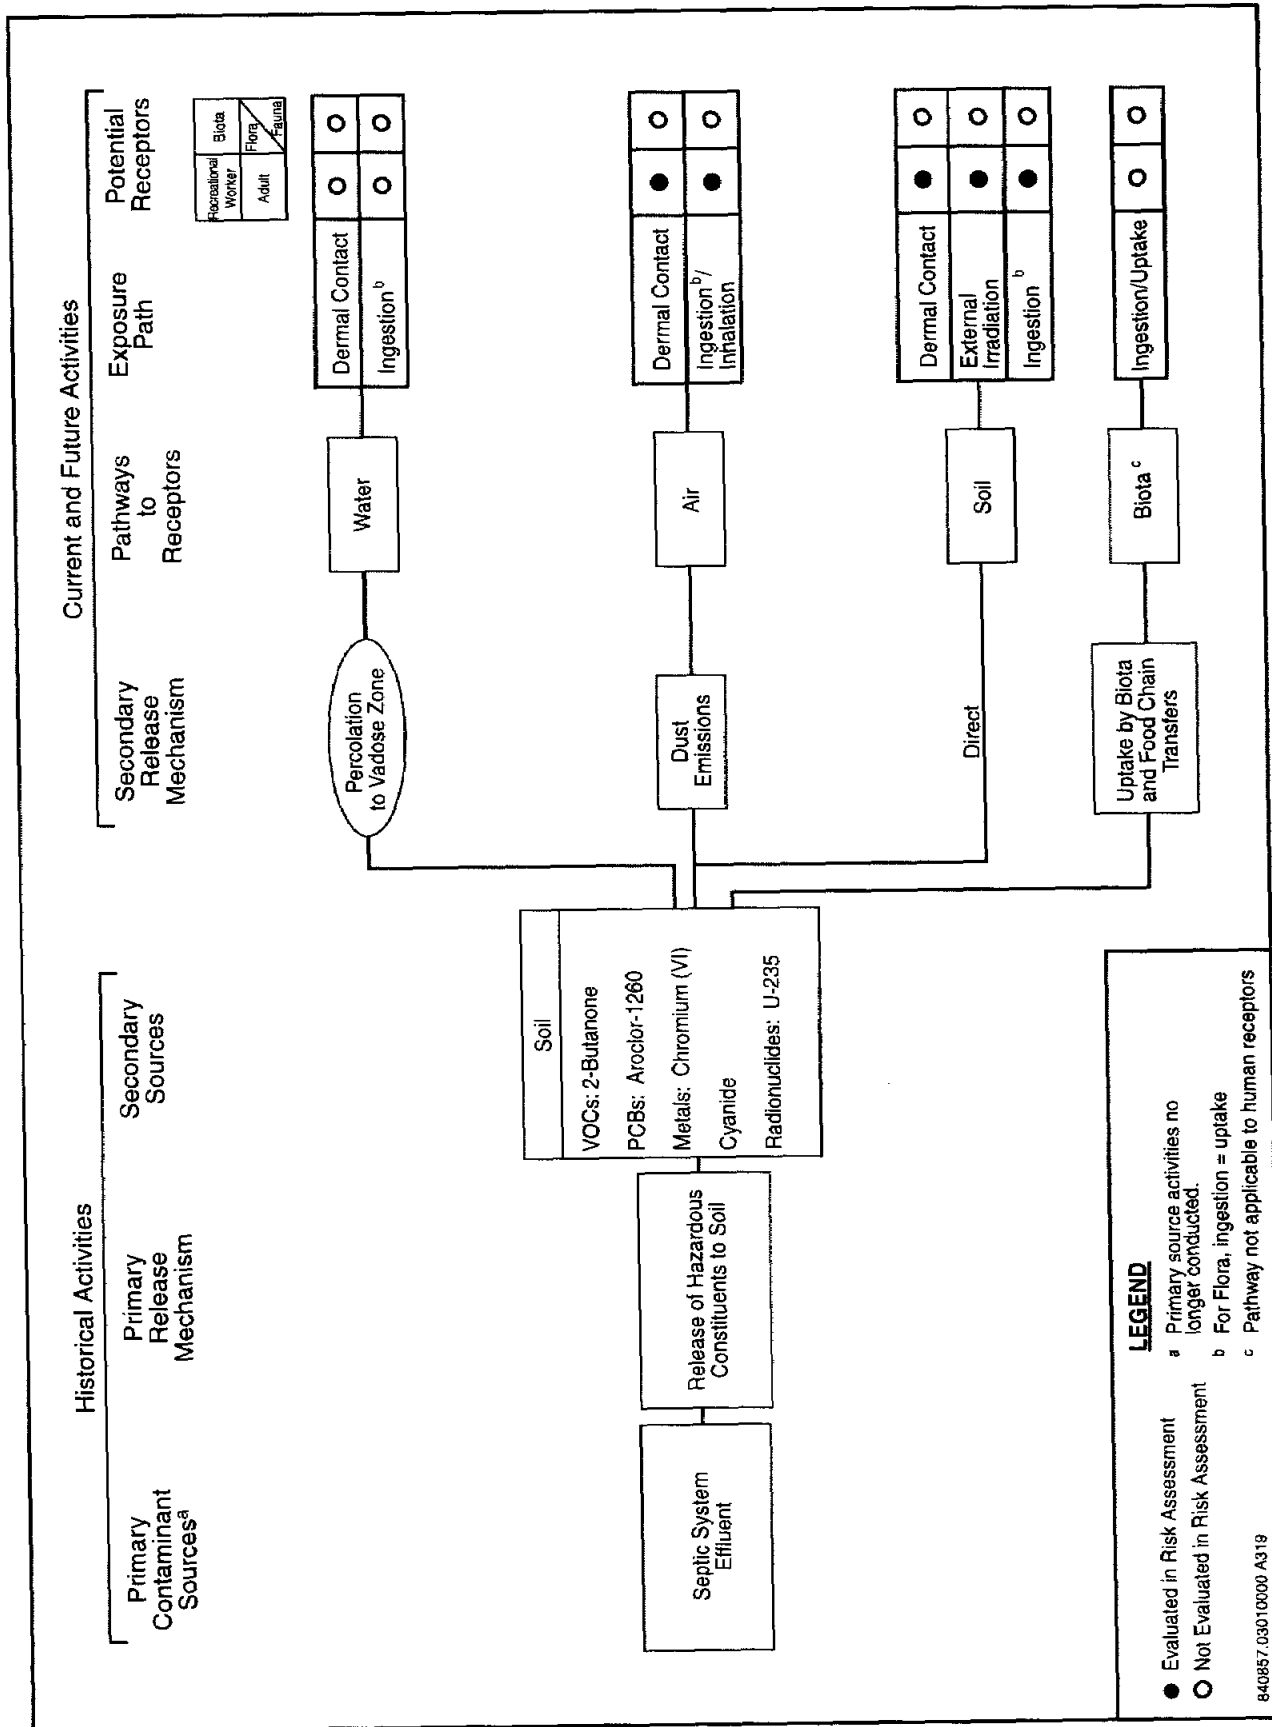 Historical Activities
Current and Future Activities
Primary
Contaminant
Sourcesᵃ
Primary
Release
Mechanism
Secondary
Sources
Secondary
Release
Mechanism
Pathways
to
Receptors
Exposure
Path
Potential
Receptors
Recreational
Worker
Biota
Adult
Flora
Fauna
Septic System
Effluent
Release of Hazardous
Constituents to Soil
Soil
VOCs: 2-Butanone
PCBs: Aroclor-1260
Metals: Chromium (VI)
Cyanide
Radionuclides: U-235
Percolation
to Vadose Zone
Water
Dermal Contact
Ingestionᵇ
Dust
Emissions
Air
Dermal Contact
Ingestionᵇ/
Inhalation
Direct
Soil
Dermal Contact
External
Irradiation
Ingestion ᵇ
Uptake by Biota
and Food Chain
Transfers
Biota ᶜ
Ingestion/Uptake
LEGEND
● Evaluated in Risk Assessment
O Not Evaluated in Risk Assessment
a Primary source activities no
longer conducted.
b For Flora, ingestion = uptake
c Pathway not applicable to human receptors
840857.03010000 A319